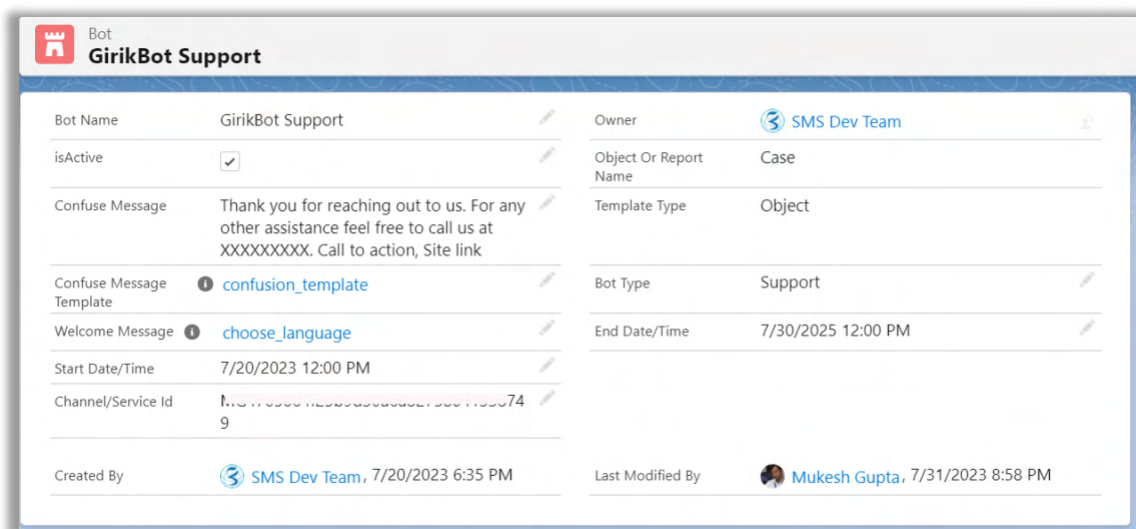 Bot
GirikBot Support
Bot Name
GirikBot Support
Owner
SMS Dev Team
isActive
Object Or Report
Name
Case
Confuse Message
Thank you for reaching out to us. For any
other assistance feel free to call us at
XXXXXXXXX. Call to action, Site link
Template Type
Object
Confuse Message
Template
confusion_template
Bot Type
Support
Welcome Message
choose_language
End Date/Time
7/30/2025 12:00 PM
Start Date/Time
7/20/2023 12:00 PM
Channel/Service Id
74
9
Created By
SMS Dev Team, 7/20/2023 6:35 PM
Last Modified By
Mukesh Gupta, 7/31/2023 8:58 PM